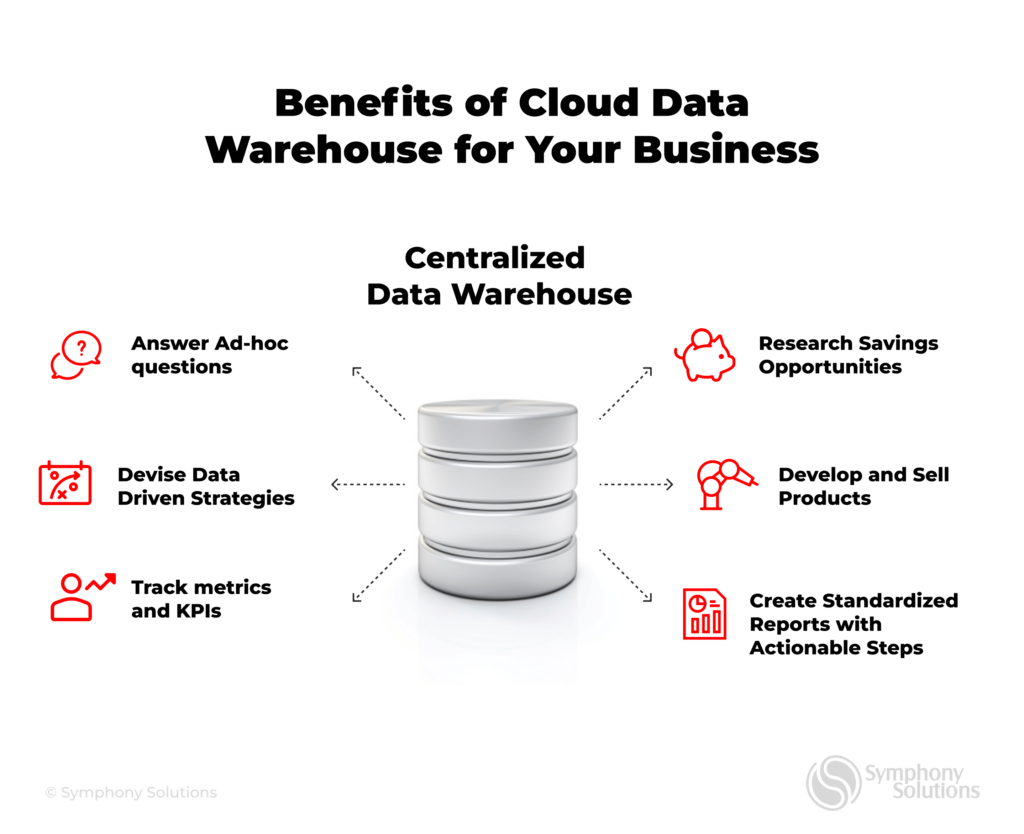 Benefits of Cloud Data
Warehouse for Your Business
Centralized
Data Warehouse
Answer Ad-hoc
questions
Devise Data
Driven Strategies
Track metrics
and KPIs
Research Savings
Opportunities
Develop and Sell
Products
Create Standardized
Reports with
Actionable Steps
© Symphony Solutions
Symphony
Solutions